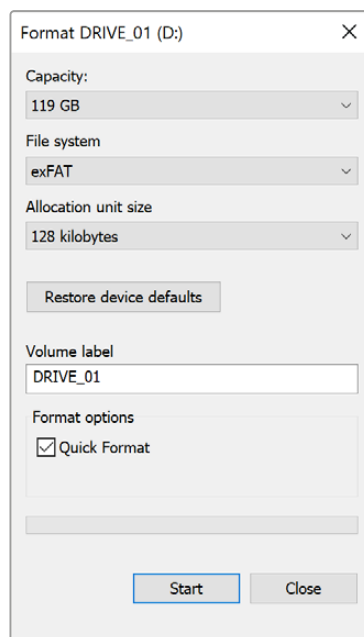 Format DRIVE_01 (D:)
Capacity:
119 GB
File system
exFAT
Allocation unit size
128 kilobytes
Restore device defaults
Volume label
DRIVE_01
Format options
Quick Format
Start
Close